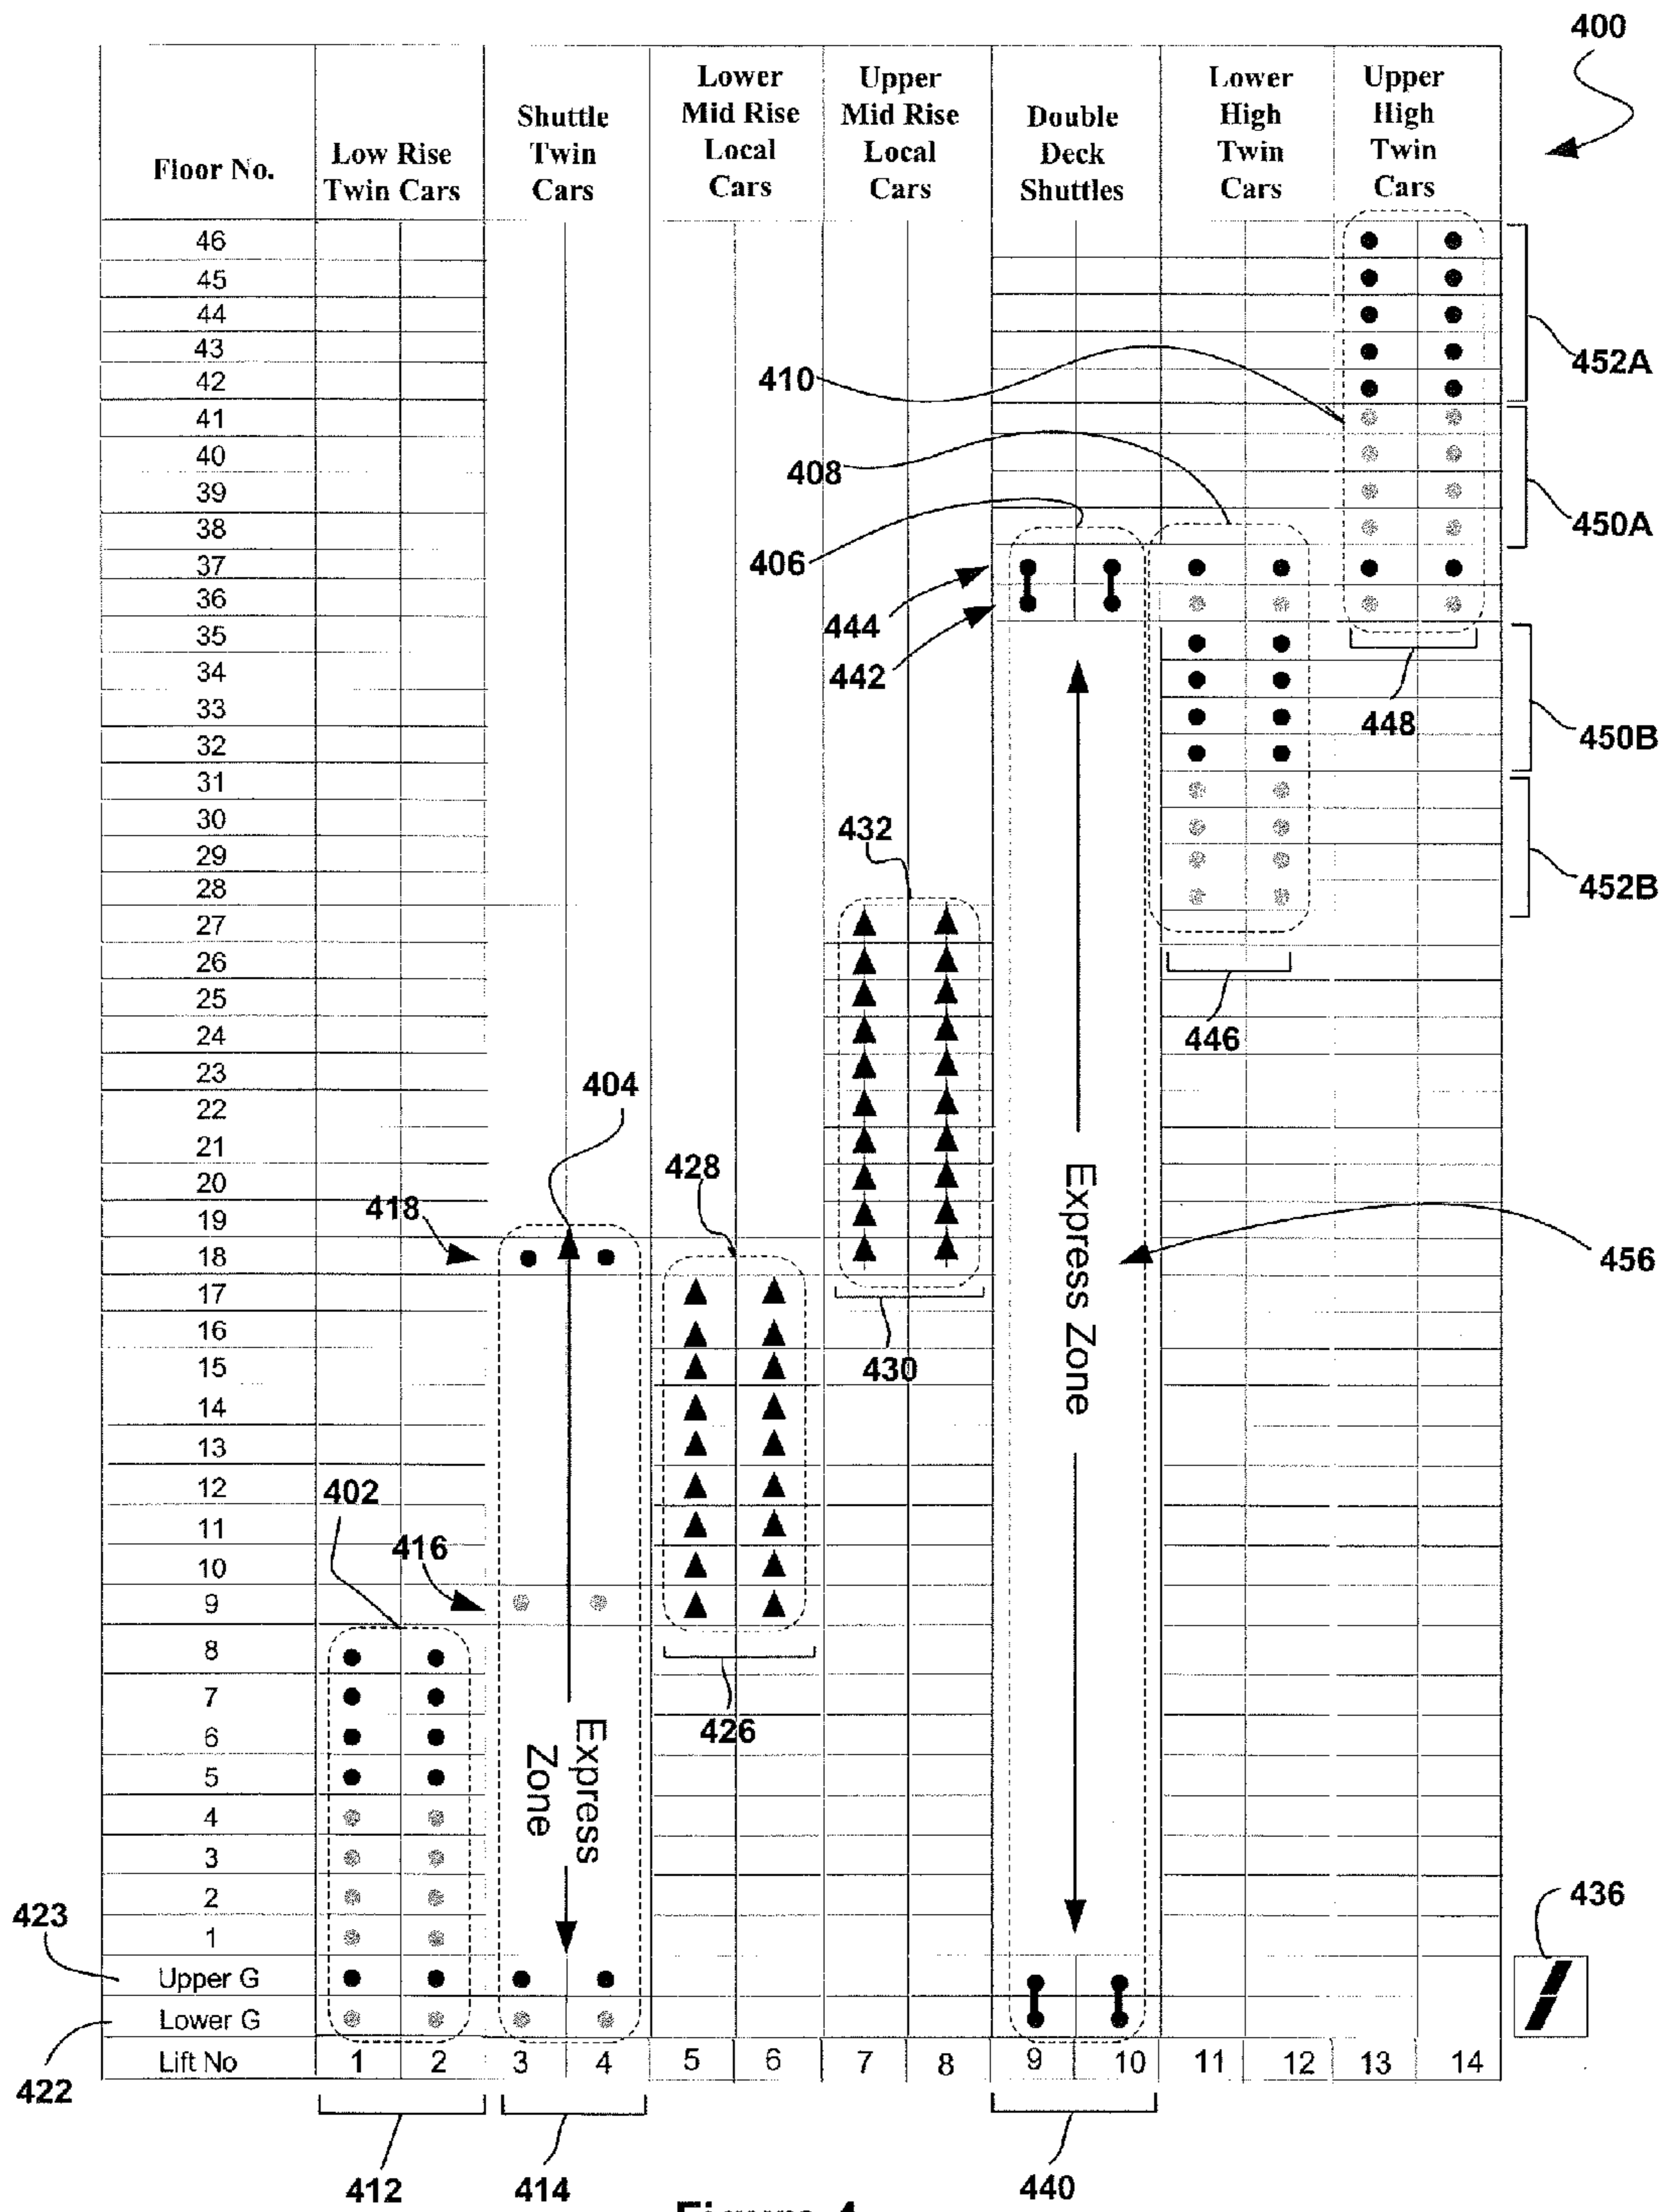 400
Floor No.
Low Rise
Twin Cars
Shuttle
Twin
Cars
Lower
Mid Rise
Local
Cars
Upper
Mid Rise
Local
Cars
Double
Deck
Shuttles
Lower
High
Twin
Cars
Upper
High
Twin
Cars
46
45
44
43
42
41
40
39
38
37
36
35
34
33
32
31
30
29
28
27
26
25
24
23
22
21
20
19
18
17
16
15
14
13
12
11
10
9
8
7
6
5
4
3
2
1
Upper G
Lower G
Lift No 1 2 3 4 5 6 7 8 9 10 11 12 13 14
452A
410
408
450A
406
444
442
448
450B
432
452B
446
404
428
418
Express Zone
456
430
402
416
426
Express
Zone
436
423
422
412
414
440
Figure 4